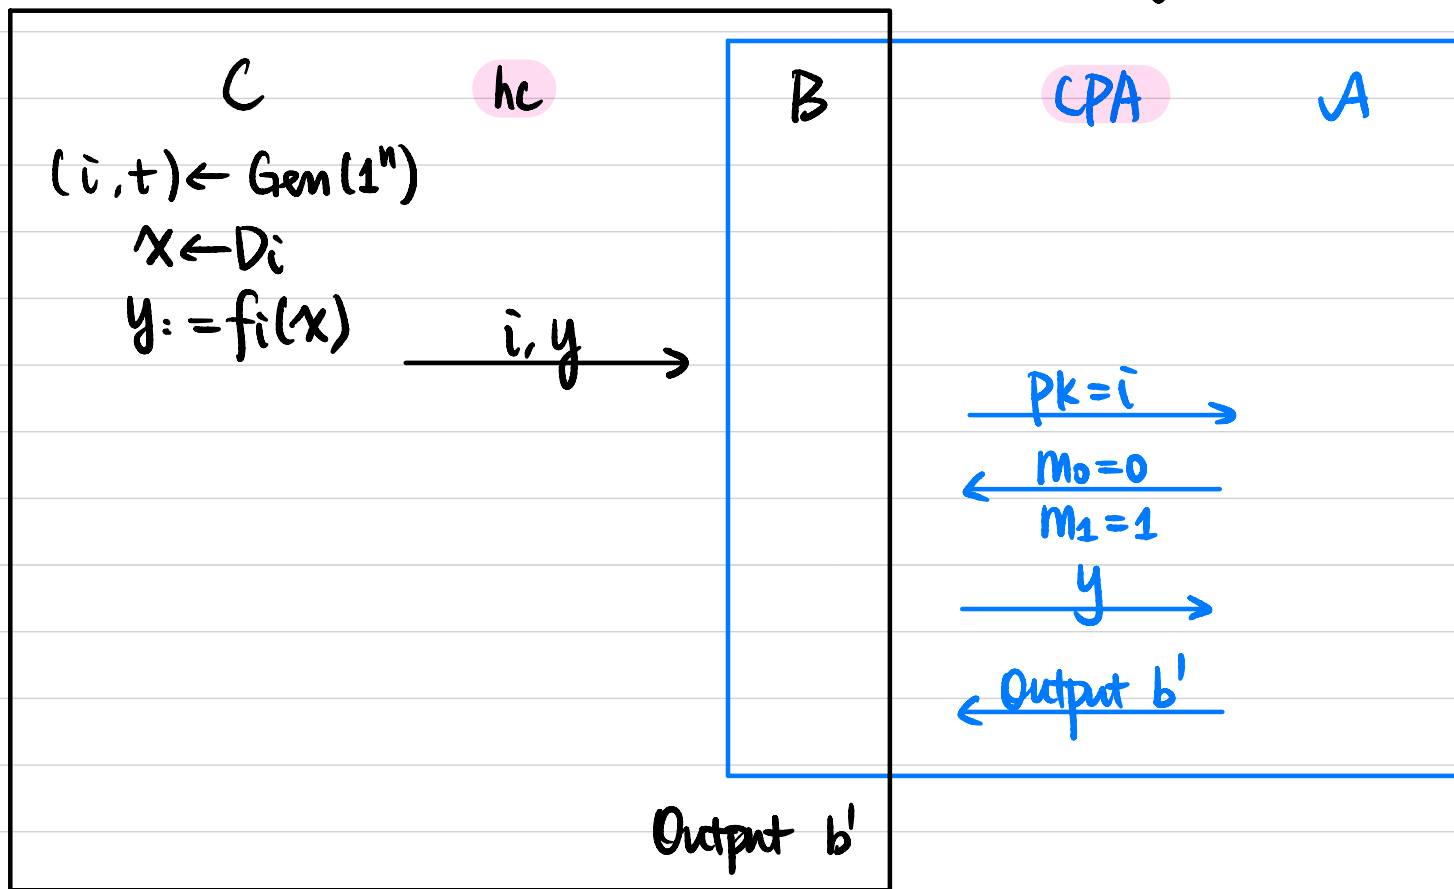 C hc B CPA A
(i,t)← Gen(1ⁿ)
x←Di
y:=fi(x)
i, y
pk=i
m₀=0
m₁=1
y
Output b'
Output b'